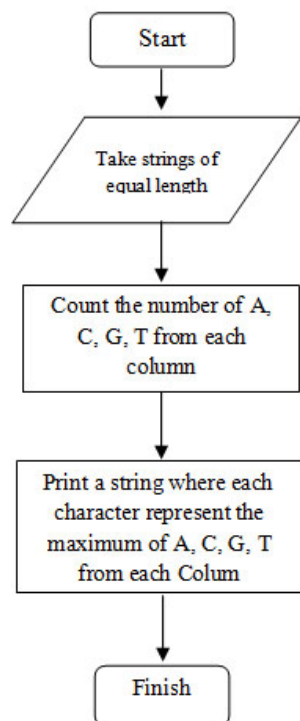 Start
Take strings of
equal length
Count the number of A,
C, G, T from each
column
Print a string where each
character represent the
maximum of A, C, G, T
from each Colum
Finish